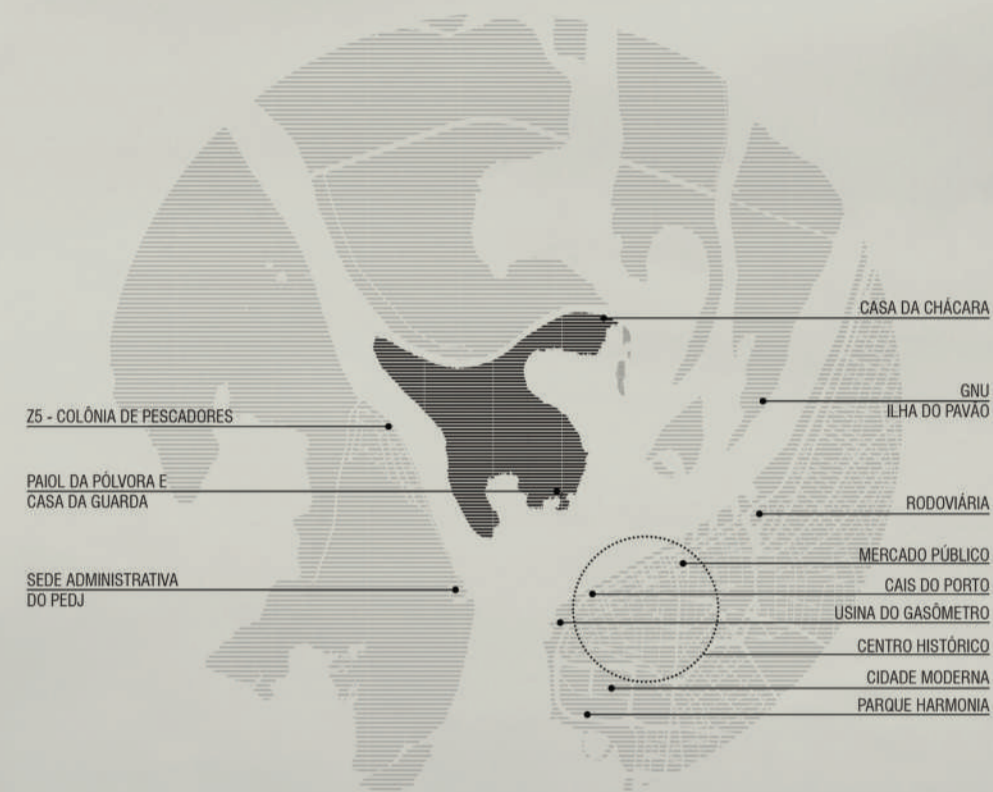 CASA DA CHÁCARA
GNU
ILHA DO PAVÃO
Z5 - COLÔNIA DE PESCADORES
PAIOL DA PÓLVORA E
CASA DA GUARDA
RODOVIÁRIA
MERCADO PÚBLICO
SEDE ADMINISTRATIVA
DO PEDJ
CAIS DO PORTO
USINA DO GASÔMETRO
CENTRO HISTÓRICO
CIDADE MODERNA
PARQUE HARMONIA